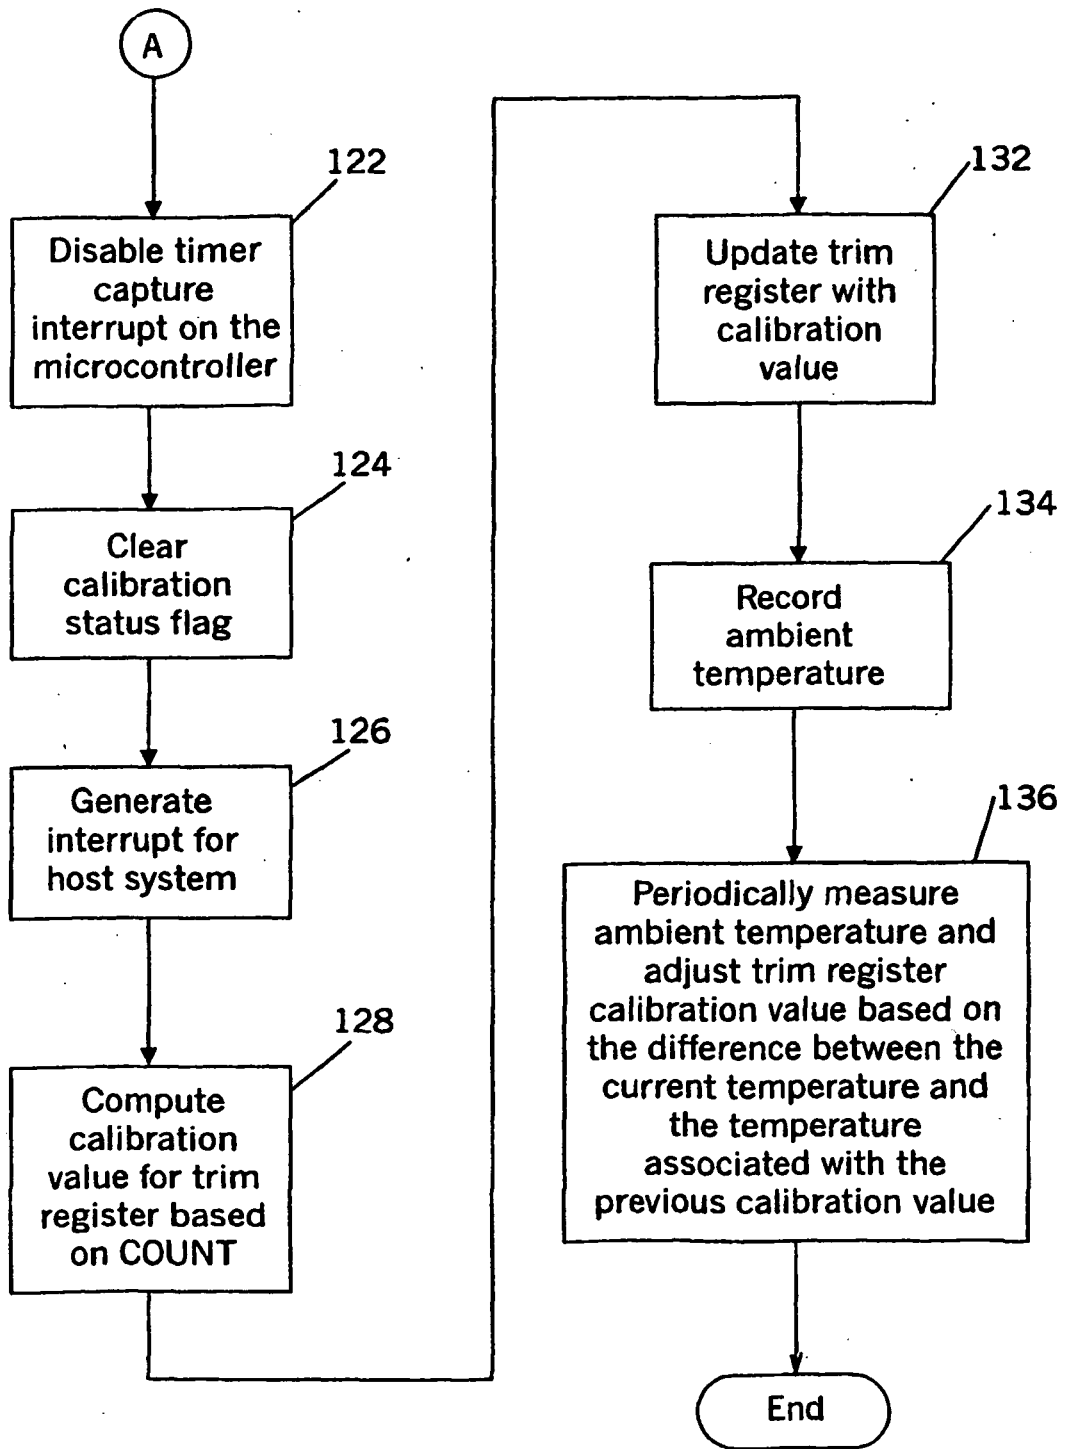 A
122
Disable timer
capture
interrupt on the
microcontroller
124
Clear
calibration
status flag
126
Generate
interrupt for
host system
128
Compute
calibration
value for trim
register based
on COUNT
132
Update trim
register with
calibration
value
134
Record
ambient
temperature
136
Periodically measure
ambient temperature and
adjust trim register
calibration value based on
the difference between the
current temperature and
the temperature
associated with the
previous calibration value
End